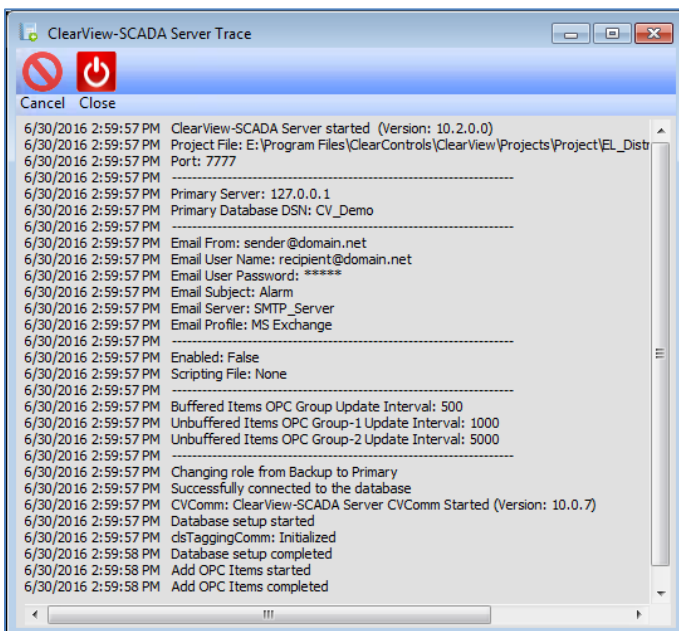 ClearView-SCADA Server Trace
Cancel Close
6/30/2016 2:59:57 PM ClearView-SCADA Server started (Version: 10.2.0.0)
6/30/2016 2:59:57 PM Project File: E:\Program Files\ClearControls\ClearView\Projects\Project\EL_Distr
6/30/2016 2:59:57 PM Port: 7777
6/30/2016 2:59:57 PM ----------------------------------------------------------------
6/30/2016 2:59:57 PM Primary Server: 127.0.0.1
6/30/2016 2:59:57 PM Primary Database DSN: CV_Demo
6/30/2016 2:59:57 PM ----------------------------------------------------------------
6/30/2016 2:59:57 PM Email From: sender@domain.net
6/30/2016 2:59:57 PM Email User Name: recipient@domain.net
6/30/2016 2:59:57 PM Email User Password: *****
6/30/2016 2:59:57 PM Email Subject: Alarm
6/30/2016 2:59:57 PM Email Server: SMTP_Server
6/30/2016 2:59:57 PM Email Profile: MS Exchange
6/30/2016 2:59:57 PM ----------------------------------------------------------------
6/30/2016 2:59:57 PM Enabled: False
6/30/2016 2:59:57 PM Scripting File: None
6/30/2016 2:59:57 PM ----------------------------------------------------------------
6/30/2016 2:59:57 PM Buffered Items OPC Group Update Interval: 500
6/30/2016 2:59:57 PM Unbuffered Items OPC Group-1 Update Interval: 1000
6/30/2016 2:59:57 PM Unbuffered Items OPC Group-2 Update Interval: 5000
6/30/2016 2:59:57 PM ----------------------------------------------------------------
6/30/2016 2:59:57 PM Changing role from Backup to Primary
6/30/2016 2:59:57 PM Successfully connected to the database
6/30/2016 2:59:57 PM CVComm: ClearView-SCADA Server CVComm Started (Version: 10.0.7)
6/30/2016 2:59:57 PM Database setup started
6/30/2016 2:59:57 PM clsTaggingComm: Initialized
6/30/2016 2:59:58 PM Database setup completed
6/30/2016 2:59:58 PM Add OPC Items started
6/30/2016 2:59:58 PM Add OPC Items completed